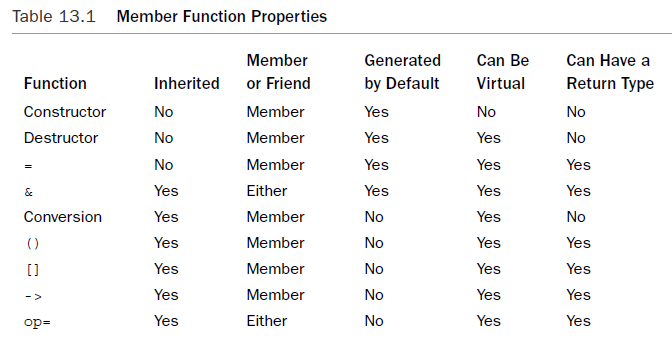 Table 13.1 Member Function Properties
Member Generated Can Be Can Have a
Function Inherited or Friend by Default Virtual Return Type
Constructor No Member Yes No No
Destructor No Member Yes Yes No
= No Member Yes Yes Yes
& Yes Either Yes Yes Yes
Conversion Yes Member No Yes No
() Yes Member No Yes Yes
[] Yes Member No Yes Yes
-> Yes Member No Yes Yes
op= Yes Either No Yes Yes